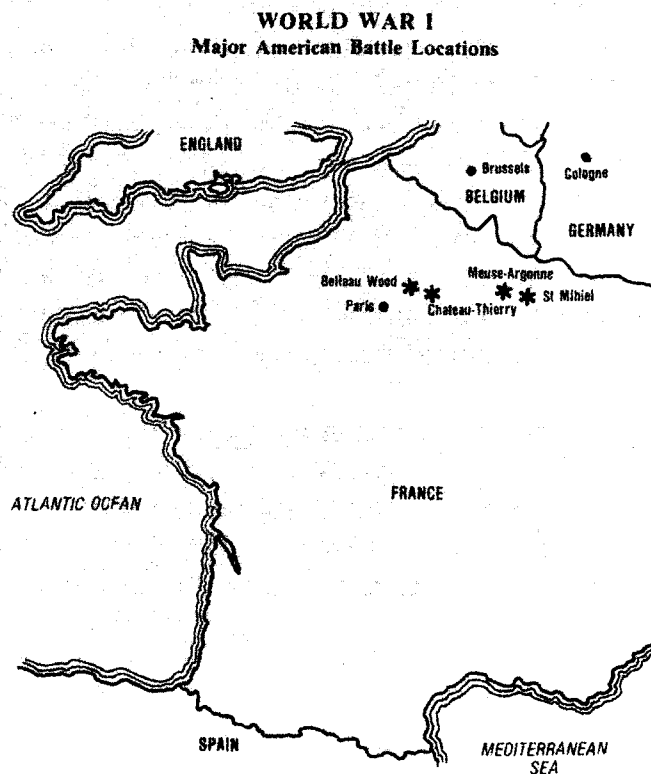 WORLD WAR I
Major American Battle Locations
ENGLAND
Brussels
Cologne
BELGIUM
GERMANY
Belleau Wood
Meuse-Argonne
St Mihiel
Paris
Chateau-Thierry
ATLANTIC OCEAN
FRANCE
SPAIN
MEDITERRANEAN
SEA